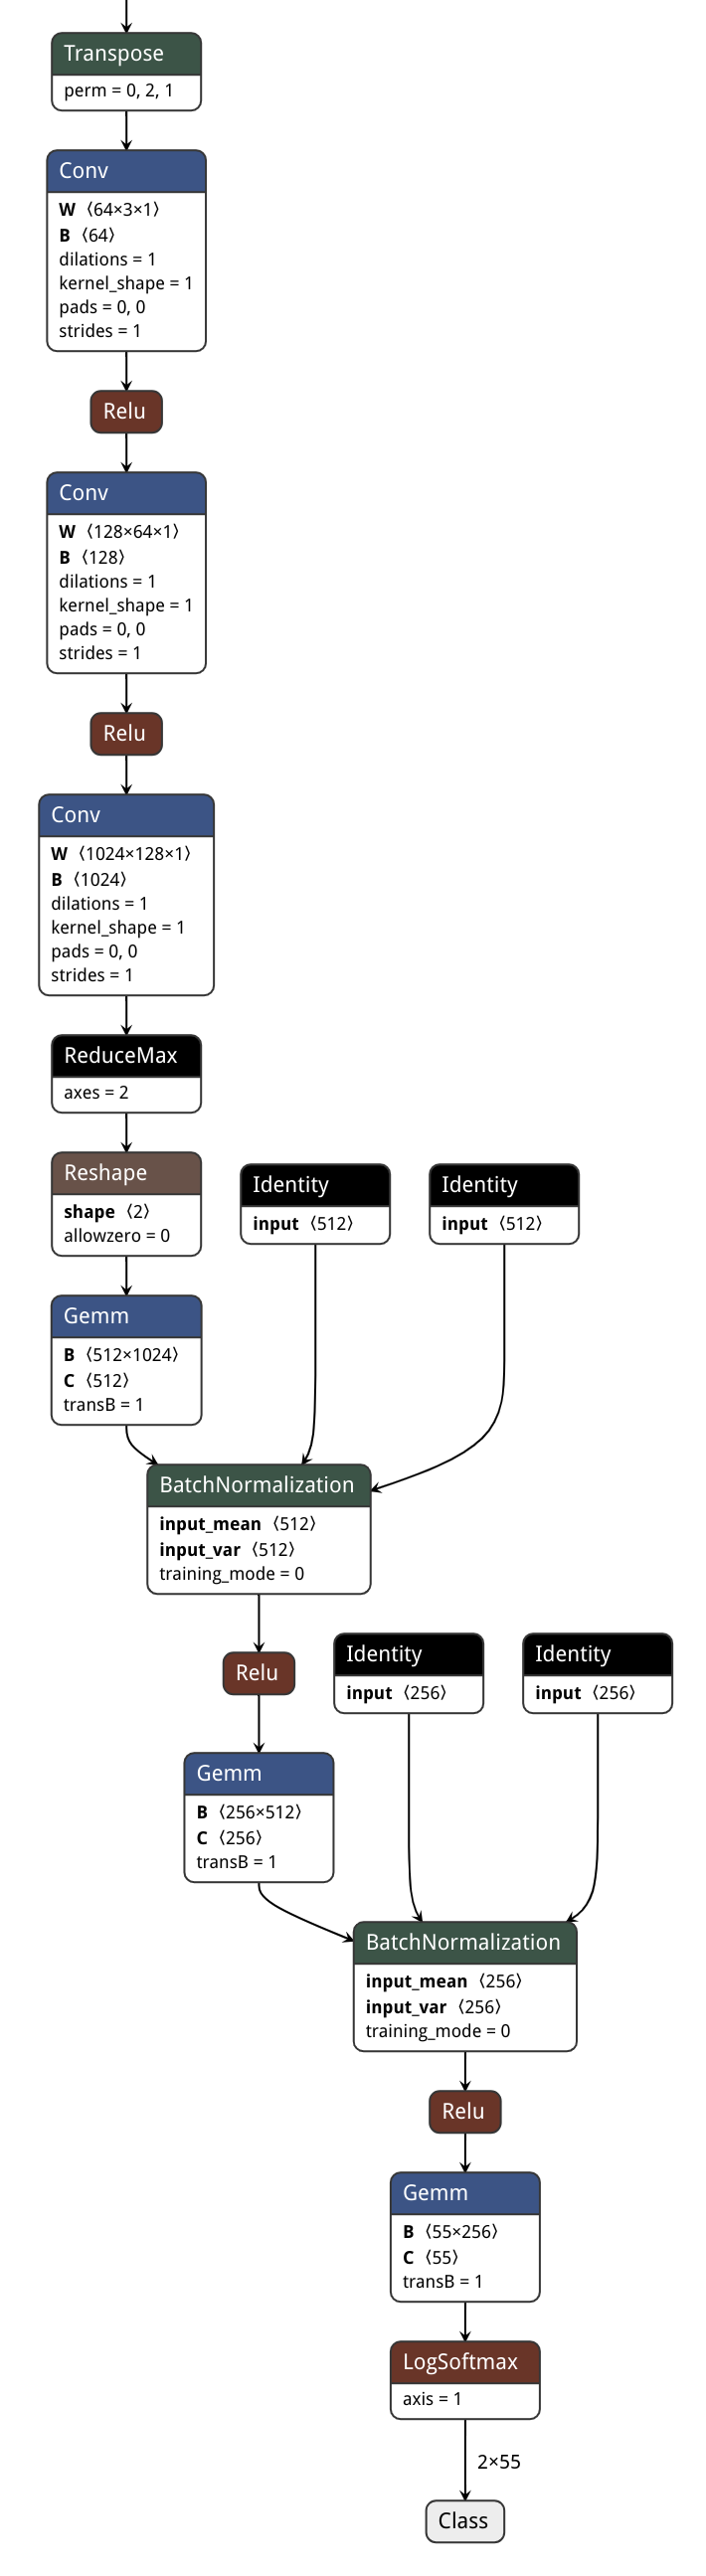 Transpose
perm = 0, 2, 1
Conv
W ⟨64×3×1⟩
B ⟨64⟩
dilations = 1
kernel_shape = 1
pads = 0, 0
strides = 1
Relu
Conv
W ⟨128×64×1⟩
B ⟨128⟩
dilations = 1
kernel_shape = 1
pads = 0, 0
strides = 1
Relu
Conv
W ⟨1024×128×1⟩
B ⟨1024⟩
dilations = 1
kernel_shape = 1
pads = 0, 0
strides = 1
ReduceMax
axes = 2
Reshape
shape ⟨2⟩
allowzero = 0
Identity
input ⟨512⟩
Identity
input ⟨512⟩
Gemm
B ⟨512×1024⟩
C ⟨512⟩
transB = 1
BatchNormalization
input_mean ⟨512⟩
input_var ⟨512⟩
training_mode = 0
Relu
Identity
input ⟨256⟩
Identity
input ⟨256⟩
Gemm
B ⟨256×512⟩
C ⟨256⟩
transB = 1
BatchNormalization
input_mean ⟨256⟩
input_var ⟨256⟩
training_mode = 0
Relu
Gemm
B ⟨55×256⟩
C ⟨55⟩
transB = 1
LogSoftmax
axis = 1
2×55
Class